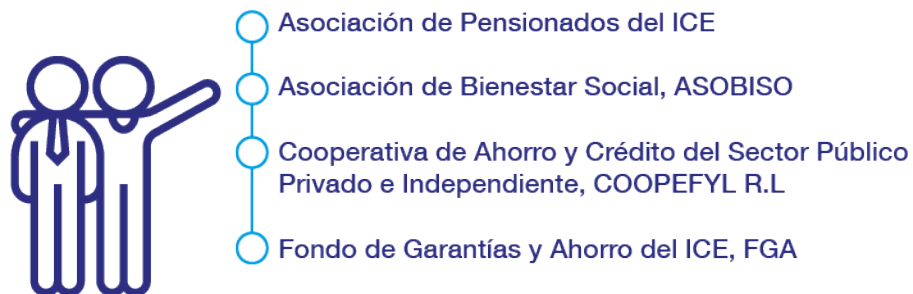 Asociación de Pensionados del ICE
Asociación de Bienestar Social, ASOBISO
Cooperativa de Ahorro y Crédito del Sector Público
Privado e Independiente, COOPEFYL R.L
Fondo de Garantías y Ahorro del ICE, FGA